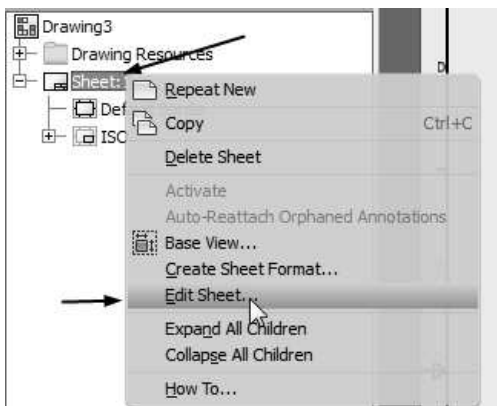 Drawing3
Drawing Resources
Sheet:
Def
ISO
D
Repeat New
Copy Ctrl+C
Delete Sheet
Activate
Auto-Reattach Orphaned Annotations
Base View...
Create Sheet Format...
Edit Sheet...
Expand All Children
Collapse All Children
How To...